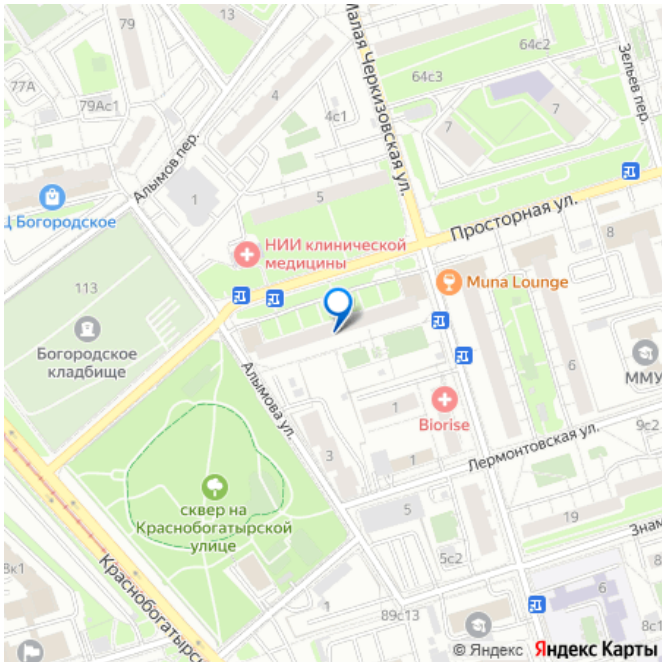 13
Малая Черкизовская ул.
64с2
Зельев пер.
77А
79Ас1
4
4с1
64с3
7
7
Алымов пер.
1
5
Ц Богородское
Просторная ул.
НИИ клинической
медицины
8
Muna Lounge
113
Богородское
кладбище
Алымова ул.
6
ММУ
1
Biorise
9с2
Лермонтовская ул.
3
1
сквер на
Краснобогатырской
улице
5
19
Знам
5с2
8к1
Краснобогатырс
6
1
89с13
8с1
© Яндекс Яндекс Карты